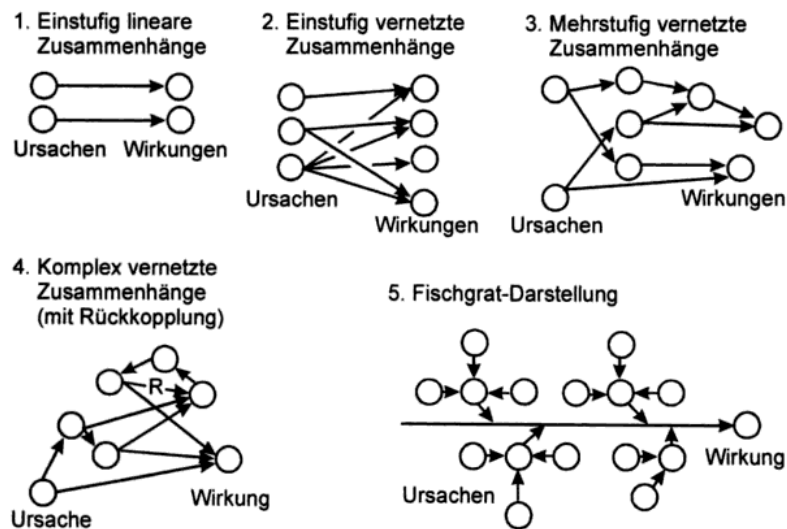 1. Einstufig lineare
Zusammenhänge
Ursachen Wirkungen
2. Einstufig vernetzte
Zusammenhänge
Ursachen
Wirkungen
3. Mehrstufig vernetzte
Zusammenhänge
Ursachen
Wirkungen
4. Komplex vernetzte
Zusammenhänge
(mit Rückkopplung)
R
Ursache
Wirkung
5. Fischgrat-Darstellung
Ursachen
Wirkung